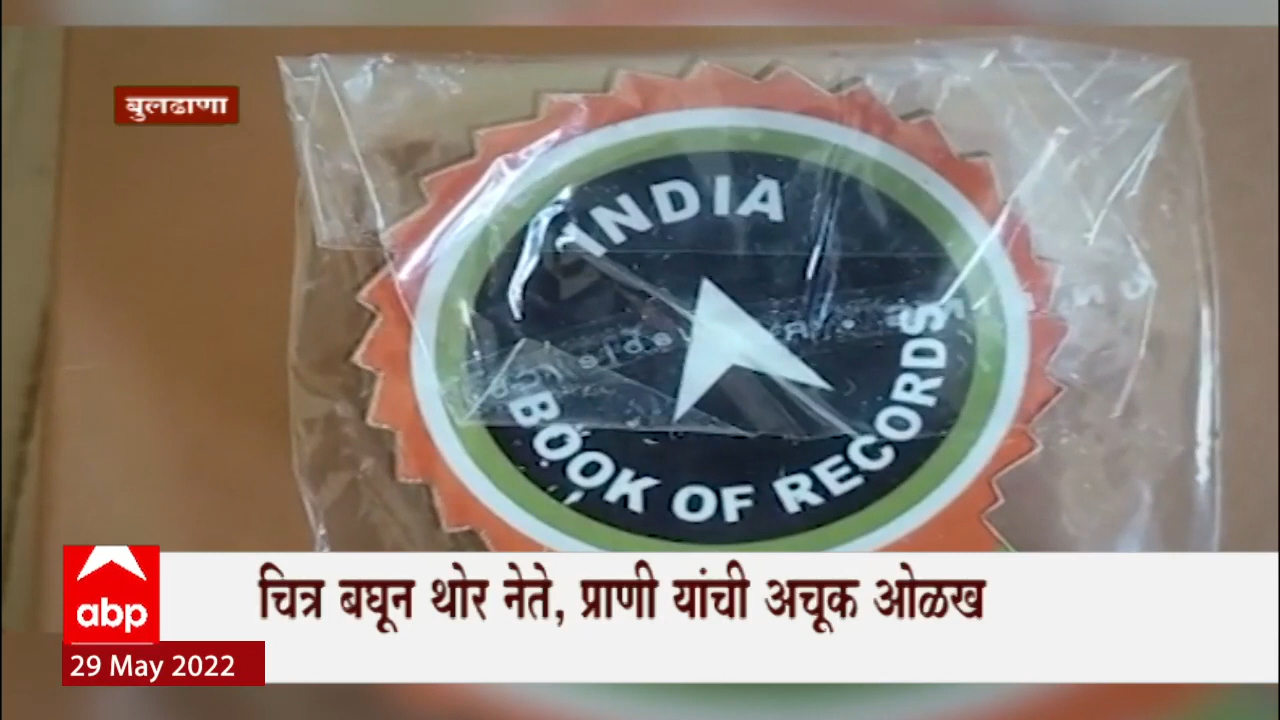 बुलढाणा
INDIA
BOOK OF RECORDS
चित्र बघून थोर नेते, प्राणी यांची अचूक ओळख
abp
29 May 2022